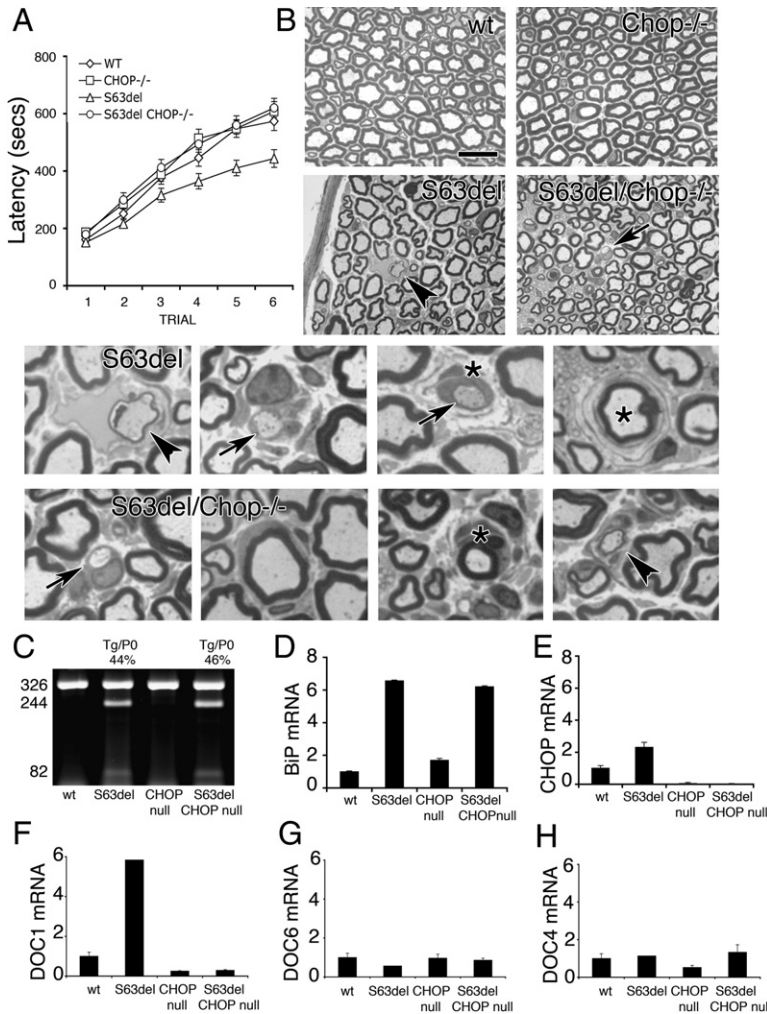 A
800
600
400
200
0
Latency (secs)
WT
CHOP-/-
S63del
S63del CHOP-/-
1 2 3 4 5 6
TRIAL
B
wt
Chop-/-
S63del
S63del/Chop-/-
S63del
*
*
S63del/Chop-/-
*
C
Tg/P0
44%
Tg/P0
46%
326
244
82
wt
S63del
CHOP
null
S63del
CHOP null
D
BiP mRNA
8
6
4
2
0
wt
S63del
CHOP
null
S63del
CHOPnull
E
CHOP mRNA
8
6
4
2
0
wt
S63del
CHOP
null
S63del
CHOP null
F
DOC1 mRNA
6
4
2
0
wt
S63del
CHOP
null
S63del
CHOP null
G
DOC6 mRNA
6
4
2
0
wt
S63del
CHOP
null
S63del
CHOP null
H
DOC4 mRNA
6
4
2
0
wt
S63del
CHOP
null
S63del
CHOP null